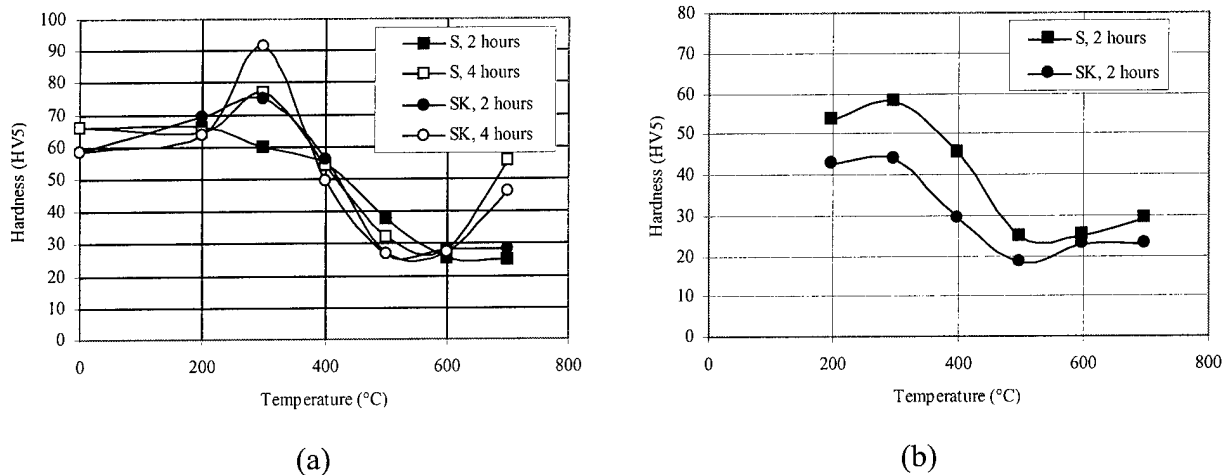 100
90
80
70
60
50
40
30
20
10
0
0 200 400 600 800
Hardness (HV5)
Temperature (°C)
S, 2 hours
S, 4 hours
SK, 2 hours
SK, 4 hours
(a)
80
70
60
50
40
30
20
10
0
0 200 400 600 800
Hardness (HV5)
Temperature (°C)
S, 2 hours
SK, 2 hours
(b)